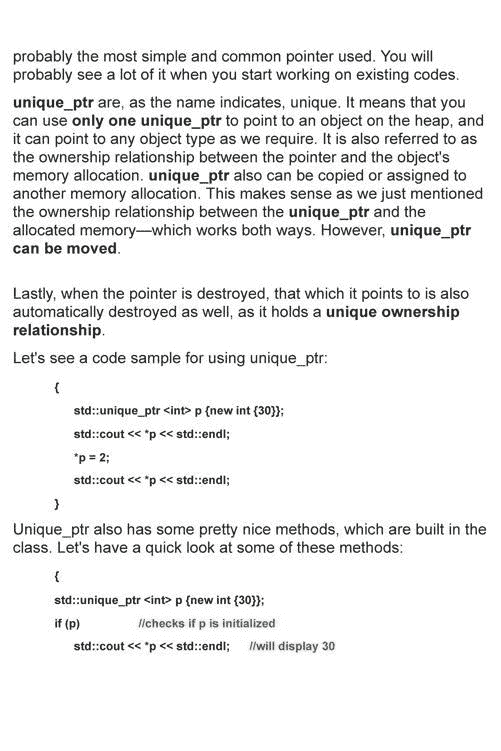 probably the most simple and common pointer used. You will
probably see a lot of it when you start working on existing codes.
unique_ptr are, as the name indicates, unique. It means that you
can use only one unique_ptr to point to an object on the heap, and
it can point to any object type as we require. It is also referred to as
the ownership relationship between the pointer and the object's
memory allocation. unique_ptr also can be copied or assigned to
another memory allocation. This makes sense as we just mentioned
the ownership relationship between the unique_ptr and the
allocated memory—which works both ways. However, unique_ptr
can be moved.
Lastly, when the pointer is destroyed, that which it points to is also
automatically destroyed as well, as it holds a unique ownership
relationship.
Let's see a code sample for using unique_ptr:
{
std::unique_ptr <int> p {new int {30}};
std::cout << *p << std::endl;
*p = 2;
std::cout << *p << std::endl;
}
Unique_ptr also has some pretty nice methods, which are built in the
class. Let's have a quick look at some of these methods:
{
std::unique_ptr <int> p {new int {30}};
if (p) //checks if p is initialized
std::cout << *p << std::endl; //will display 30